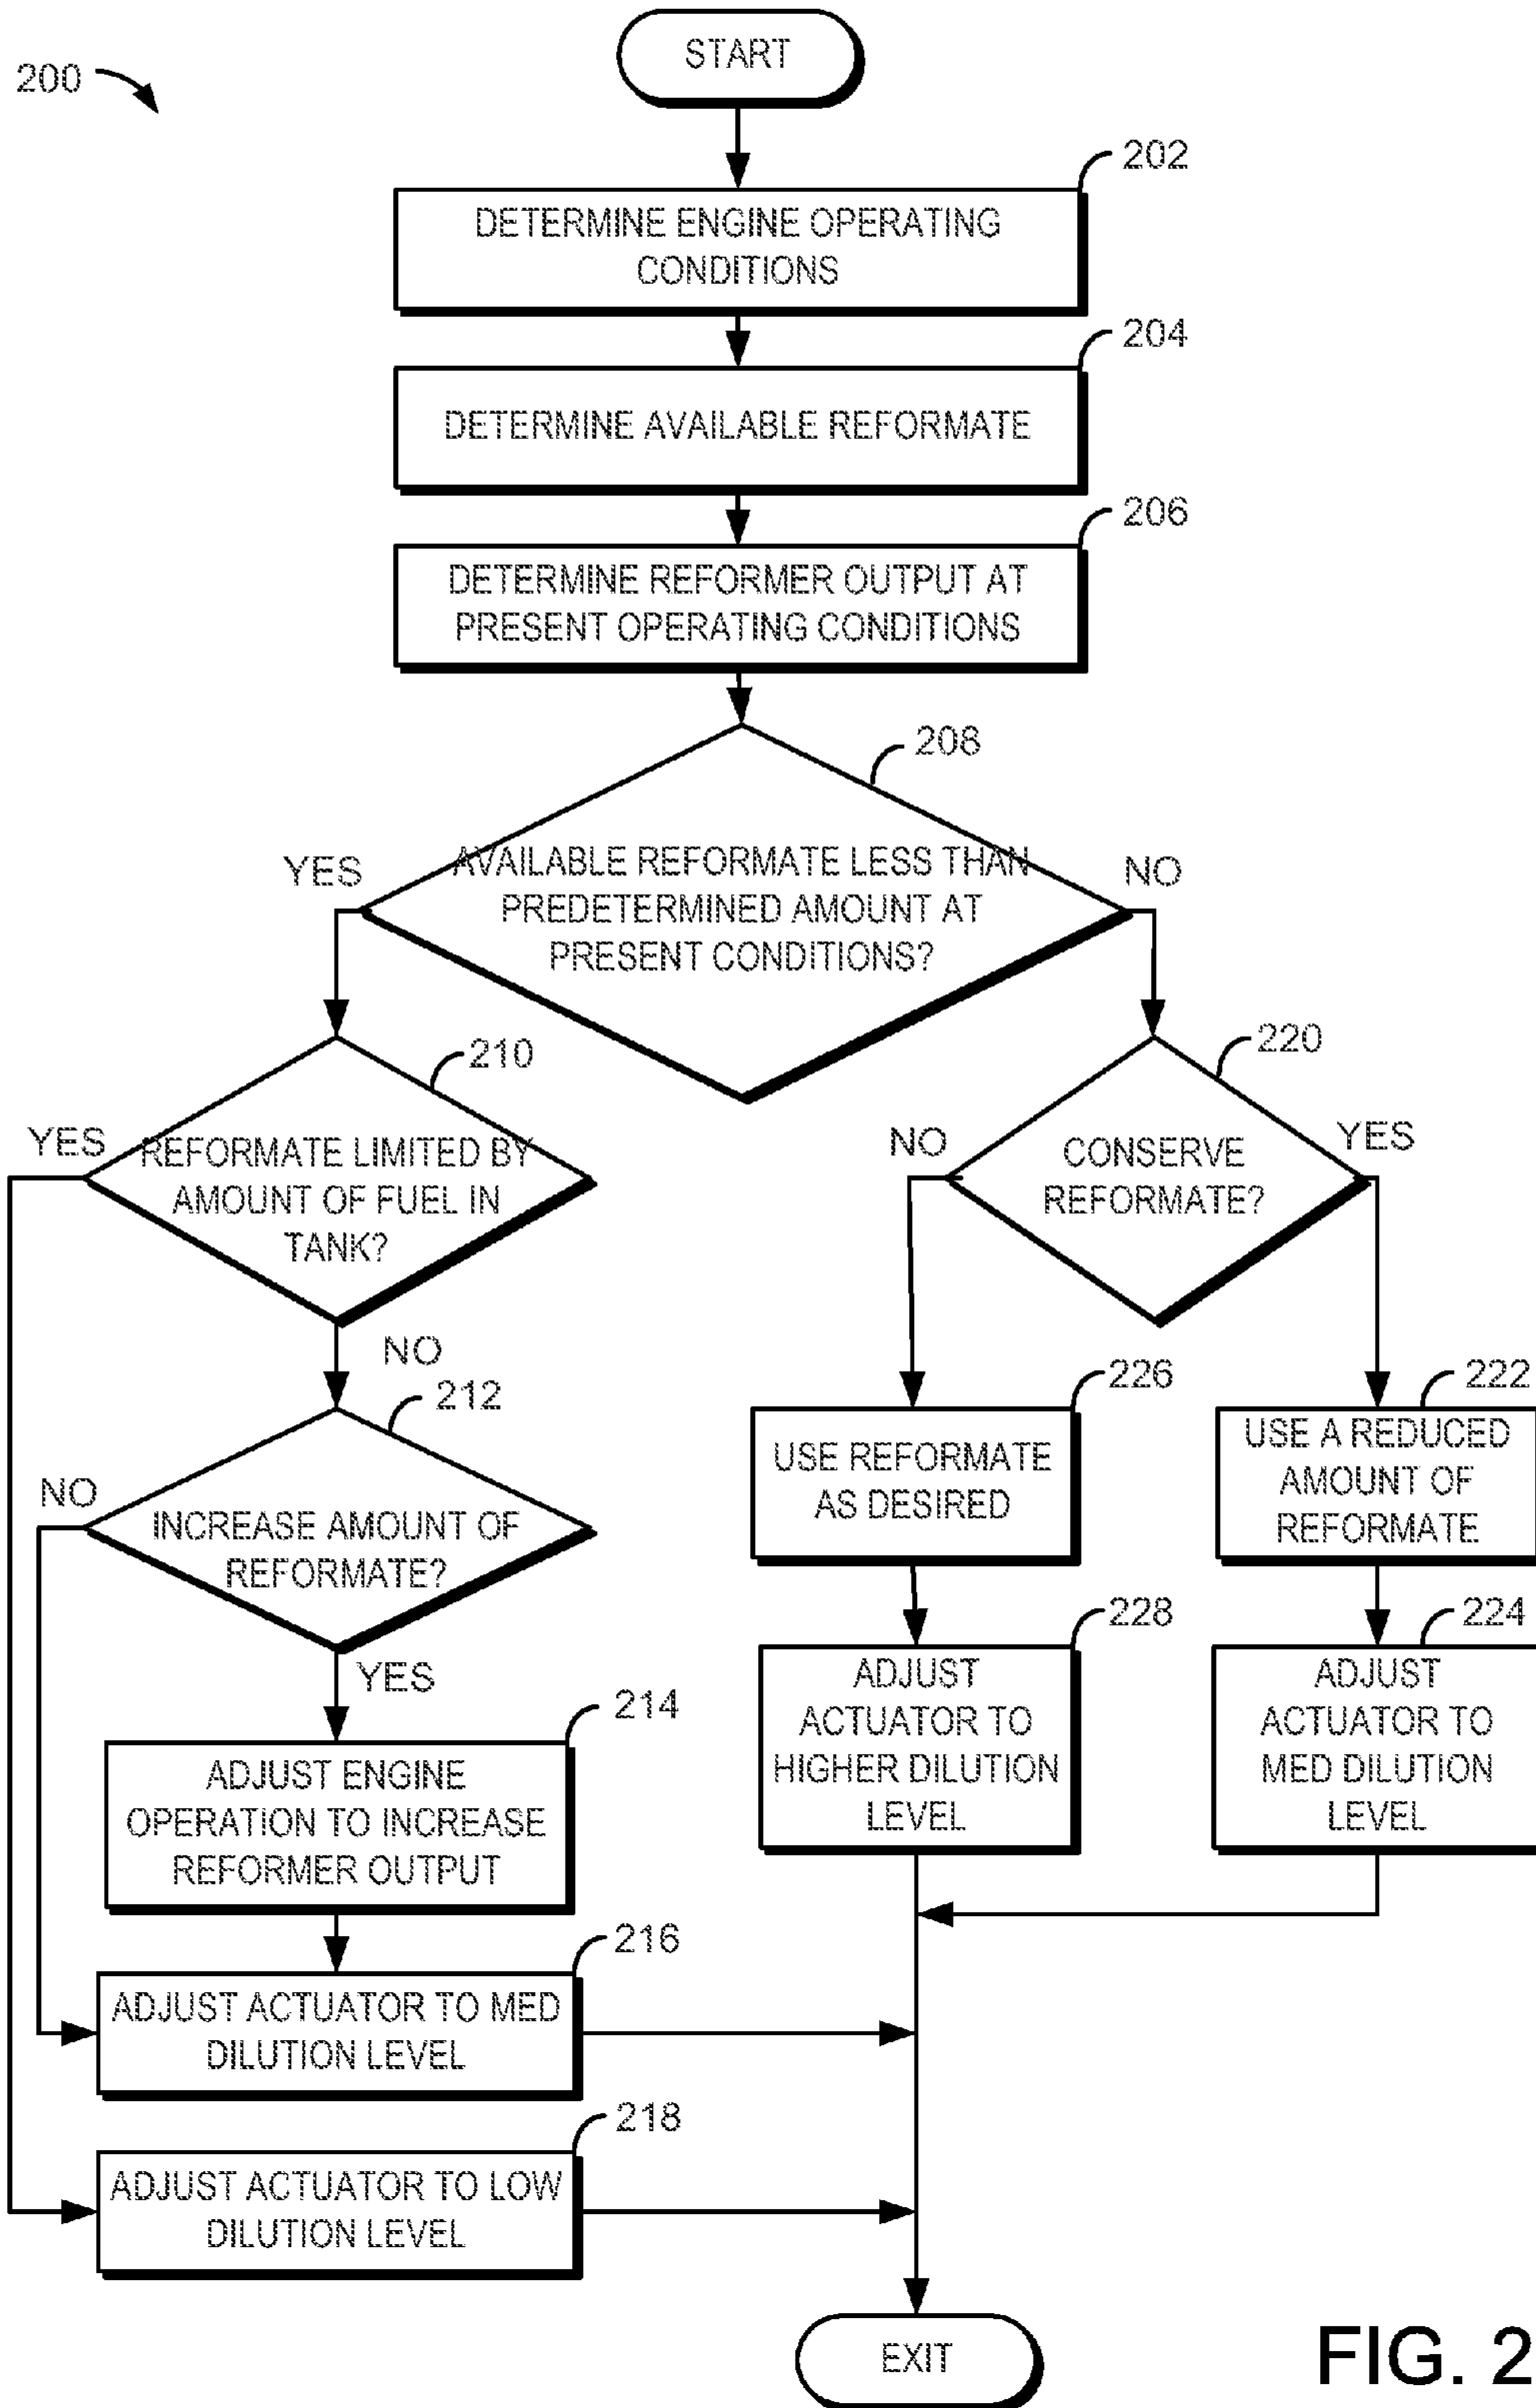 START
200
202
DETERMINE ENGINE OPERATING
CONDITIONS
204
DETERMINE AVAILABLE REFORMATE
206
DETERMINE REFORMER OUTPUT AT
PRESENT OPERATING CONDITIONS
208
YES
AVAILABLE REFORMATE LESS THAN
PREDETERMINED AMOUNT AT
PRESENT CONDITIONS?
NO
210
YES
REFORMATE LIMITED BY
AMOUNT OF FUEL IN
TANK?
NO
220
NO
CONSERVE
REFORMATE?
YES
212
NO
INCREASE AMOUNT OF
REFORMATE?
YES
226
USE REFORMATE
AS DESIRED
222
USE A REDUCED
AMOUNT OF
REFORMATE
214
ADJUST ENGINE
OPERATION TO INCREASE
REFORMER OUTPUT
228
ADJUST
ACTUATOR TO
HIGHER DILUTION
LEVEL
224
ADJUST
ACTUATOR TO
MED DILUTION
LEVEL
216
ADJUST ACTUATOR TO MED
DILUTION LEVEL
218
ADJUST ACTUATOR TO LOW
DILUTION LEVEL
EXIT
FIG. 2